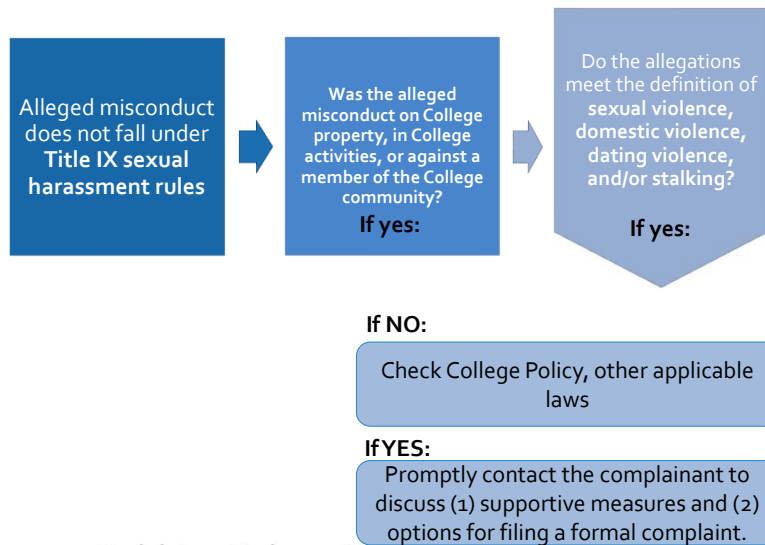 Alleged misconduct
does not fall under
Title IX sexual
harassment rules
Was the alleged
misconduct on College
property, in College
activities, or against a
member of the College
community?
If yes:
Do the allegations
meet the definition of
sexual violence,
domestic violence,
dating violence,
and/or stalking?
If yes:
If NO:
Check College Policy, other applicable
laws
If YES:
Promptly contact the complainant to
discuss (1) supportive measures and (2)
options for filing a formal complaint.